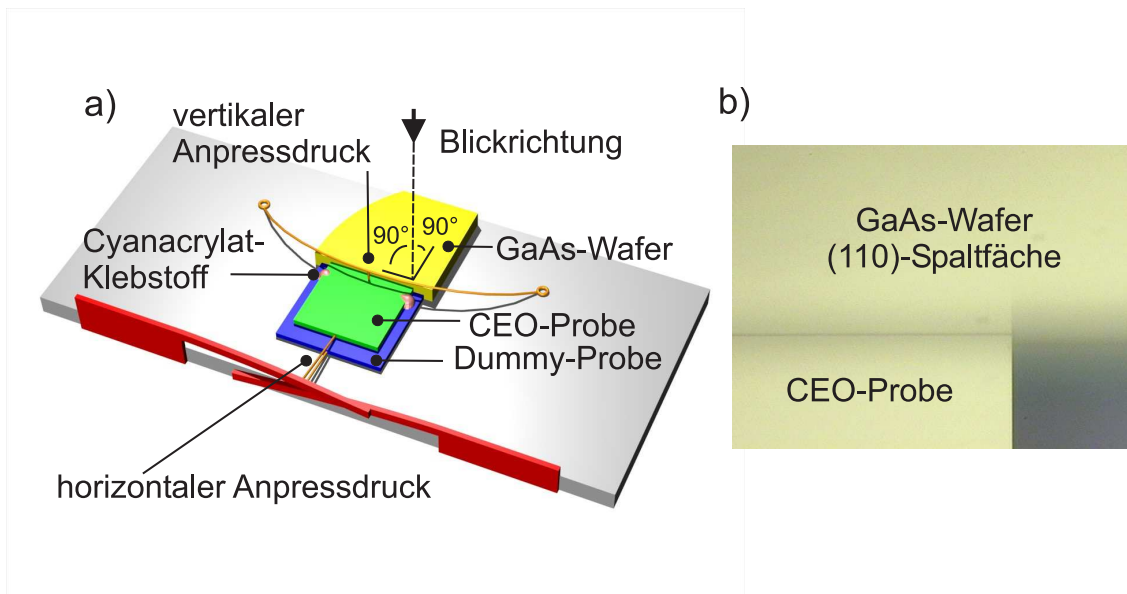 a)
vertikaler
Anpressdruck
Blickrichtung
90°
90°
Cyanacrylat-
Klebstoff
GaAs-Wafer
CEO-Probe
Dummy-Probe
horizontaler Anpressdruck
b)
GaAs-Wafer
(110)-Spaltfäche
CEO-Probe